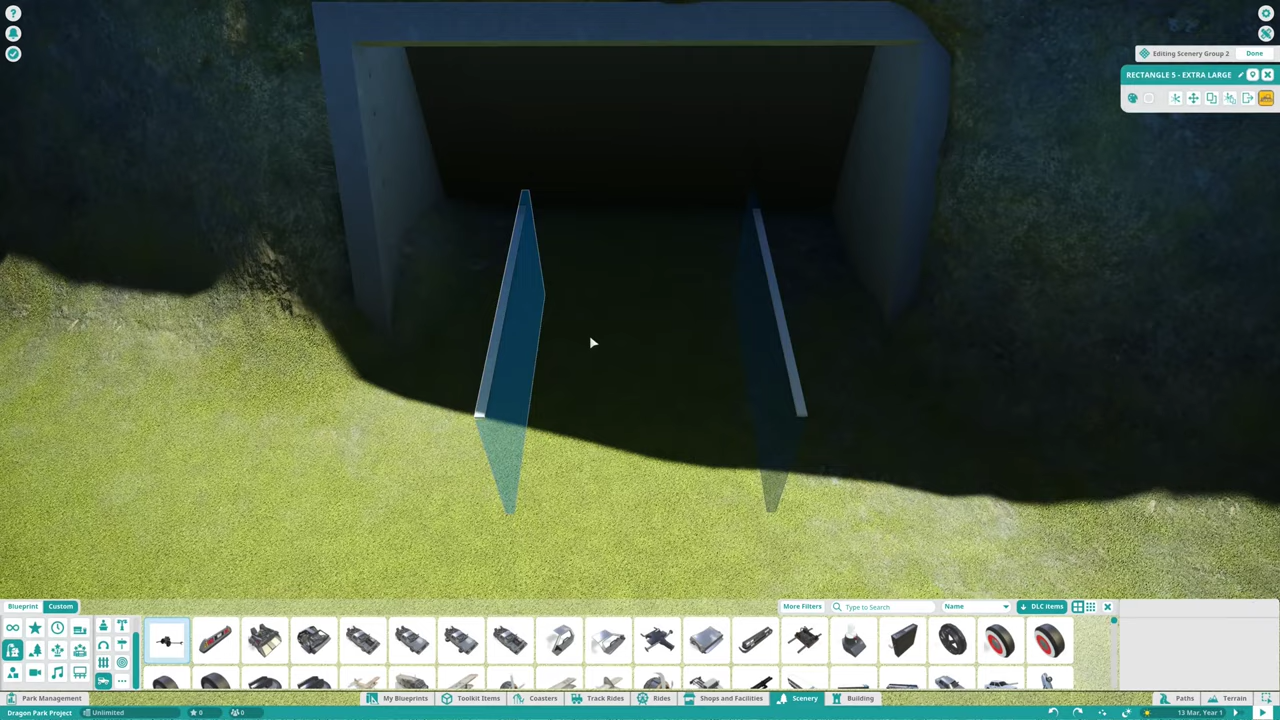 ?
Editing Scenery Group 2 Done
RECTANGLE 5 - EXTRA LARGE
Blueprint Custom More Filters Type to Search Name DLC items
Park Management My Blueprints Toolkit Items Coasters Track Rides Rides Shops and Facilities Scenery Building Paths Terrain
Dragon Park Project Unlimited 0 0 13 Mar, Year 1